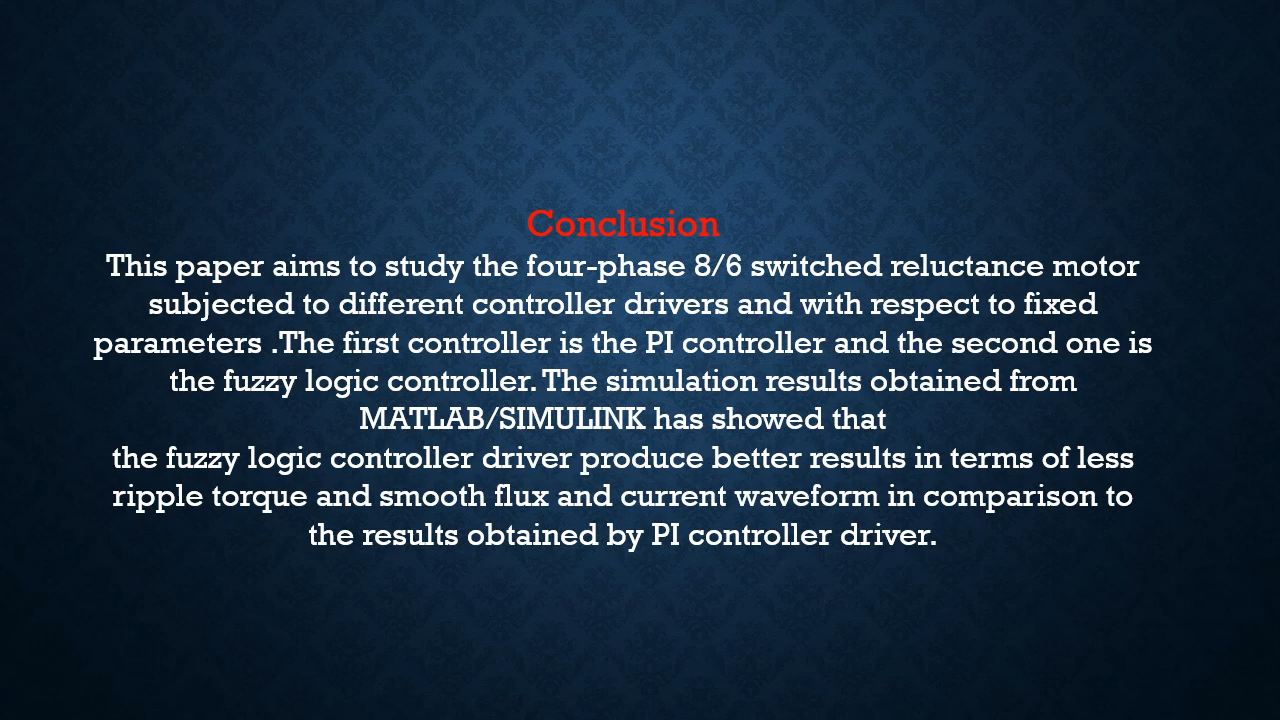 Conclusion
This paper aims to study the four-phase 8/6 switched reluctance motor
subjected to different controller drivers and with respect to fixed
parameters .The first controller is the PI controller and the second one is
the fuzzy logic controller. The simulation results obtained from
MATLAB/SIMULINK has showed that
the fuzzy logic controller driver produce better results in terms of less
ripple torque and smooth flux and current waveform in comparison to
the results obtained by PI controller driver.